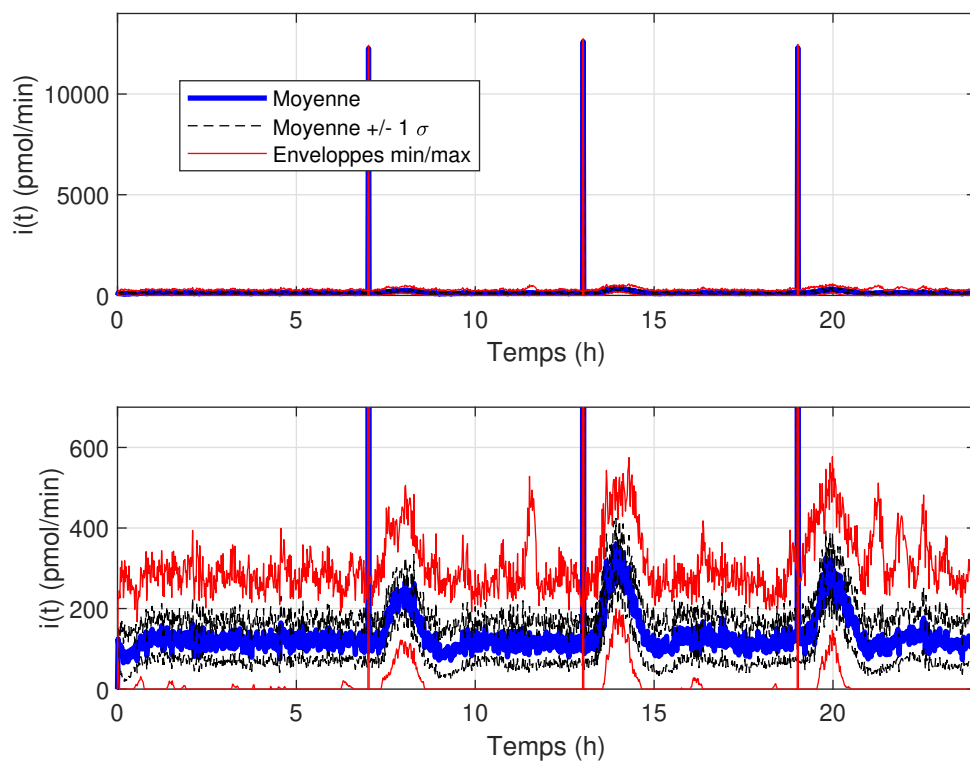 10000
5000
0
i(t) (pmol/min)
Moyenne
Moyenne +/- 1 σ
Enveloppes min/max
0 5 10 15 20
Temps (h)
600
400
200
0
i(t) (pmol/min)
0 5 10 15 20
Temps (h)